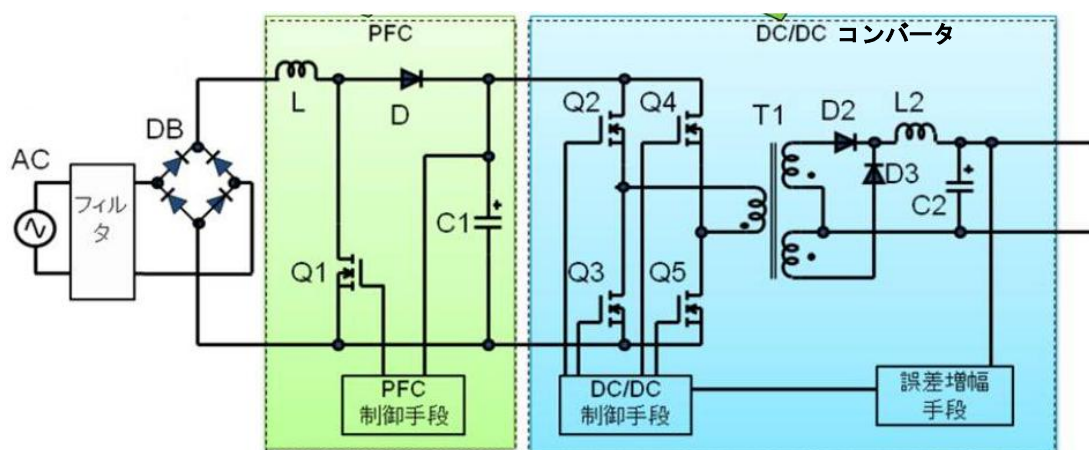 PFC
DC/DC コンバータ
L
D
Q2
Q4
T1
D2
L2
DB
AC
フィル
タ
D3
C1
C2
Q1
Q3
Q5
PFC
制御手段
DC/DC
制御手段
誤差増幅
手段